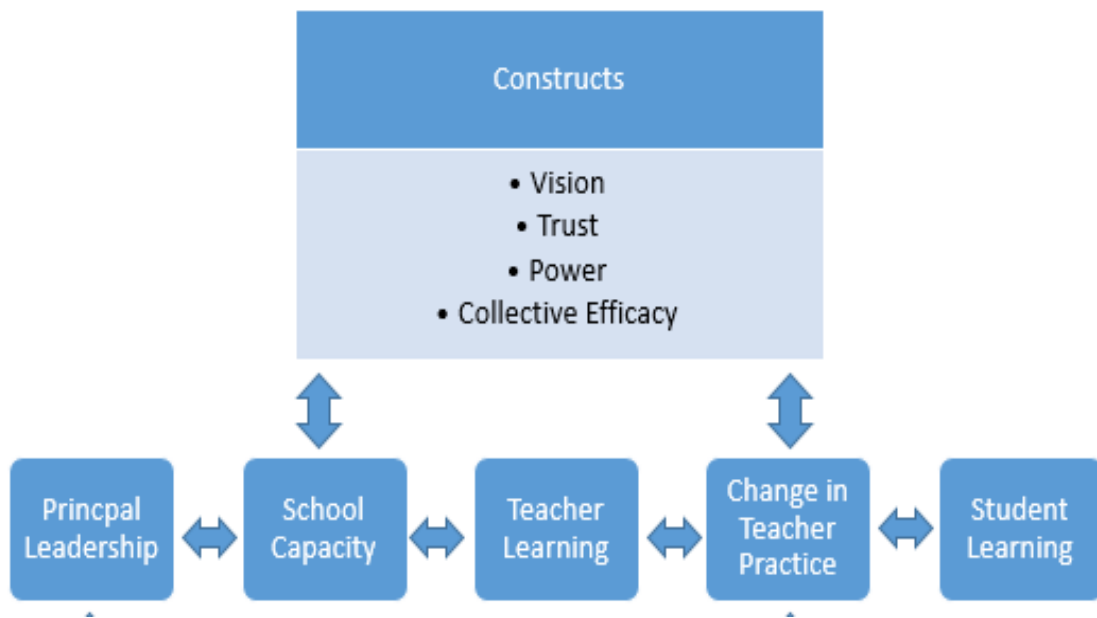 Constructs
• Vision
• Trust
• Power
• Collective Efficacy
Princpal
Leadership
School
Capacity
Teacher
Learning
Change in
Teacher
Practice
Student
Learning